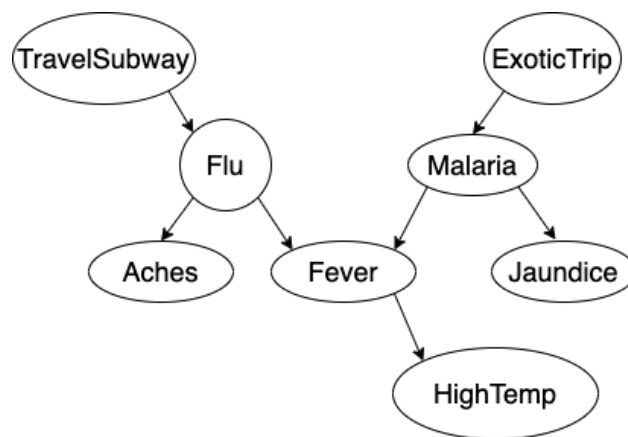 TravelSubway
ExoticTrip
Flu
Malaria
Aches
Fever
Jaundice
HighTemp